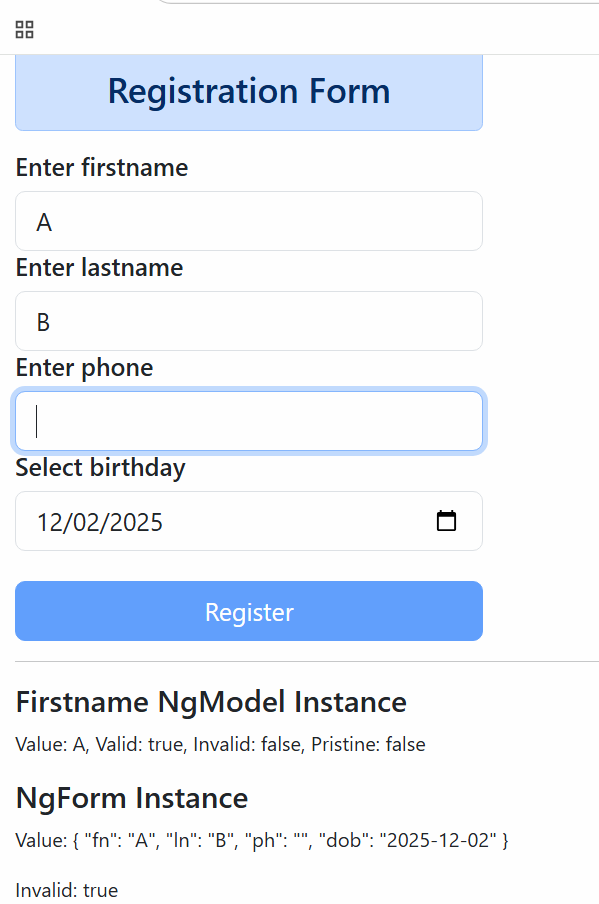 Registration Form
Enter firstname
A
Enter lastname
B
Enter phone
Select birthday
12/02/2025
Register
Firstname NgModel Instance
Value: A, Valid: true, Invalid: false, Pristine: false
NgForm Instance
Value: { "fn": "A", "ln": "B", "ph": "", "dob": "2025-12-02" }
Invalid: true